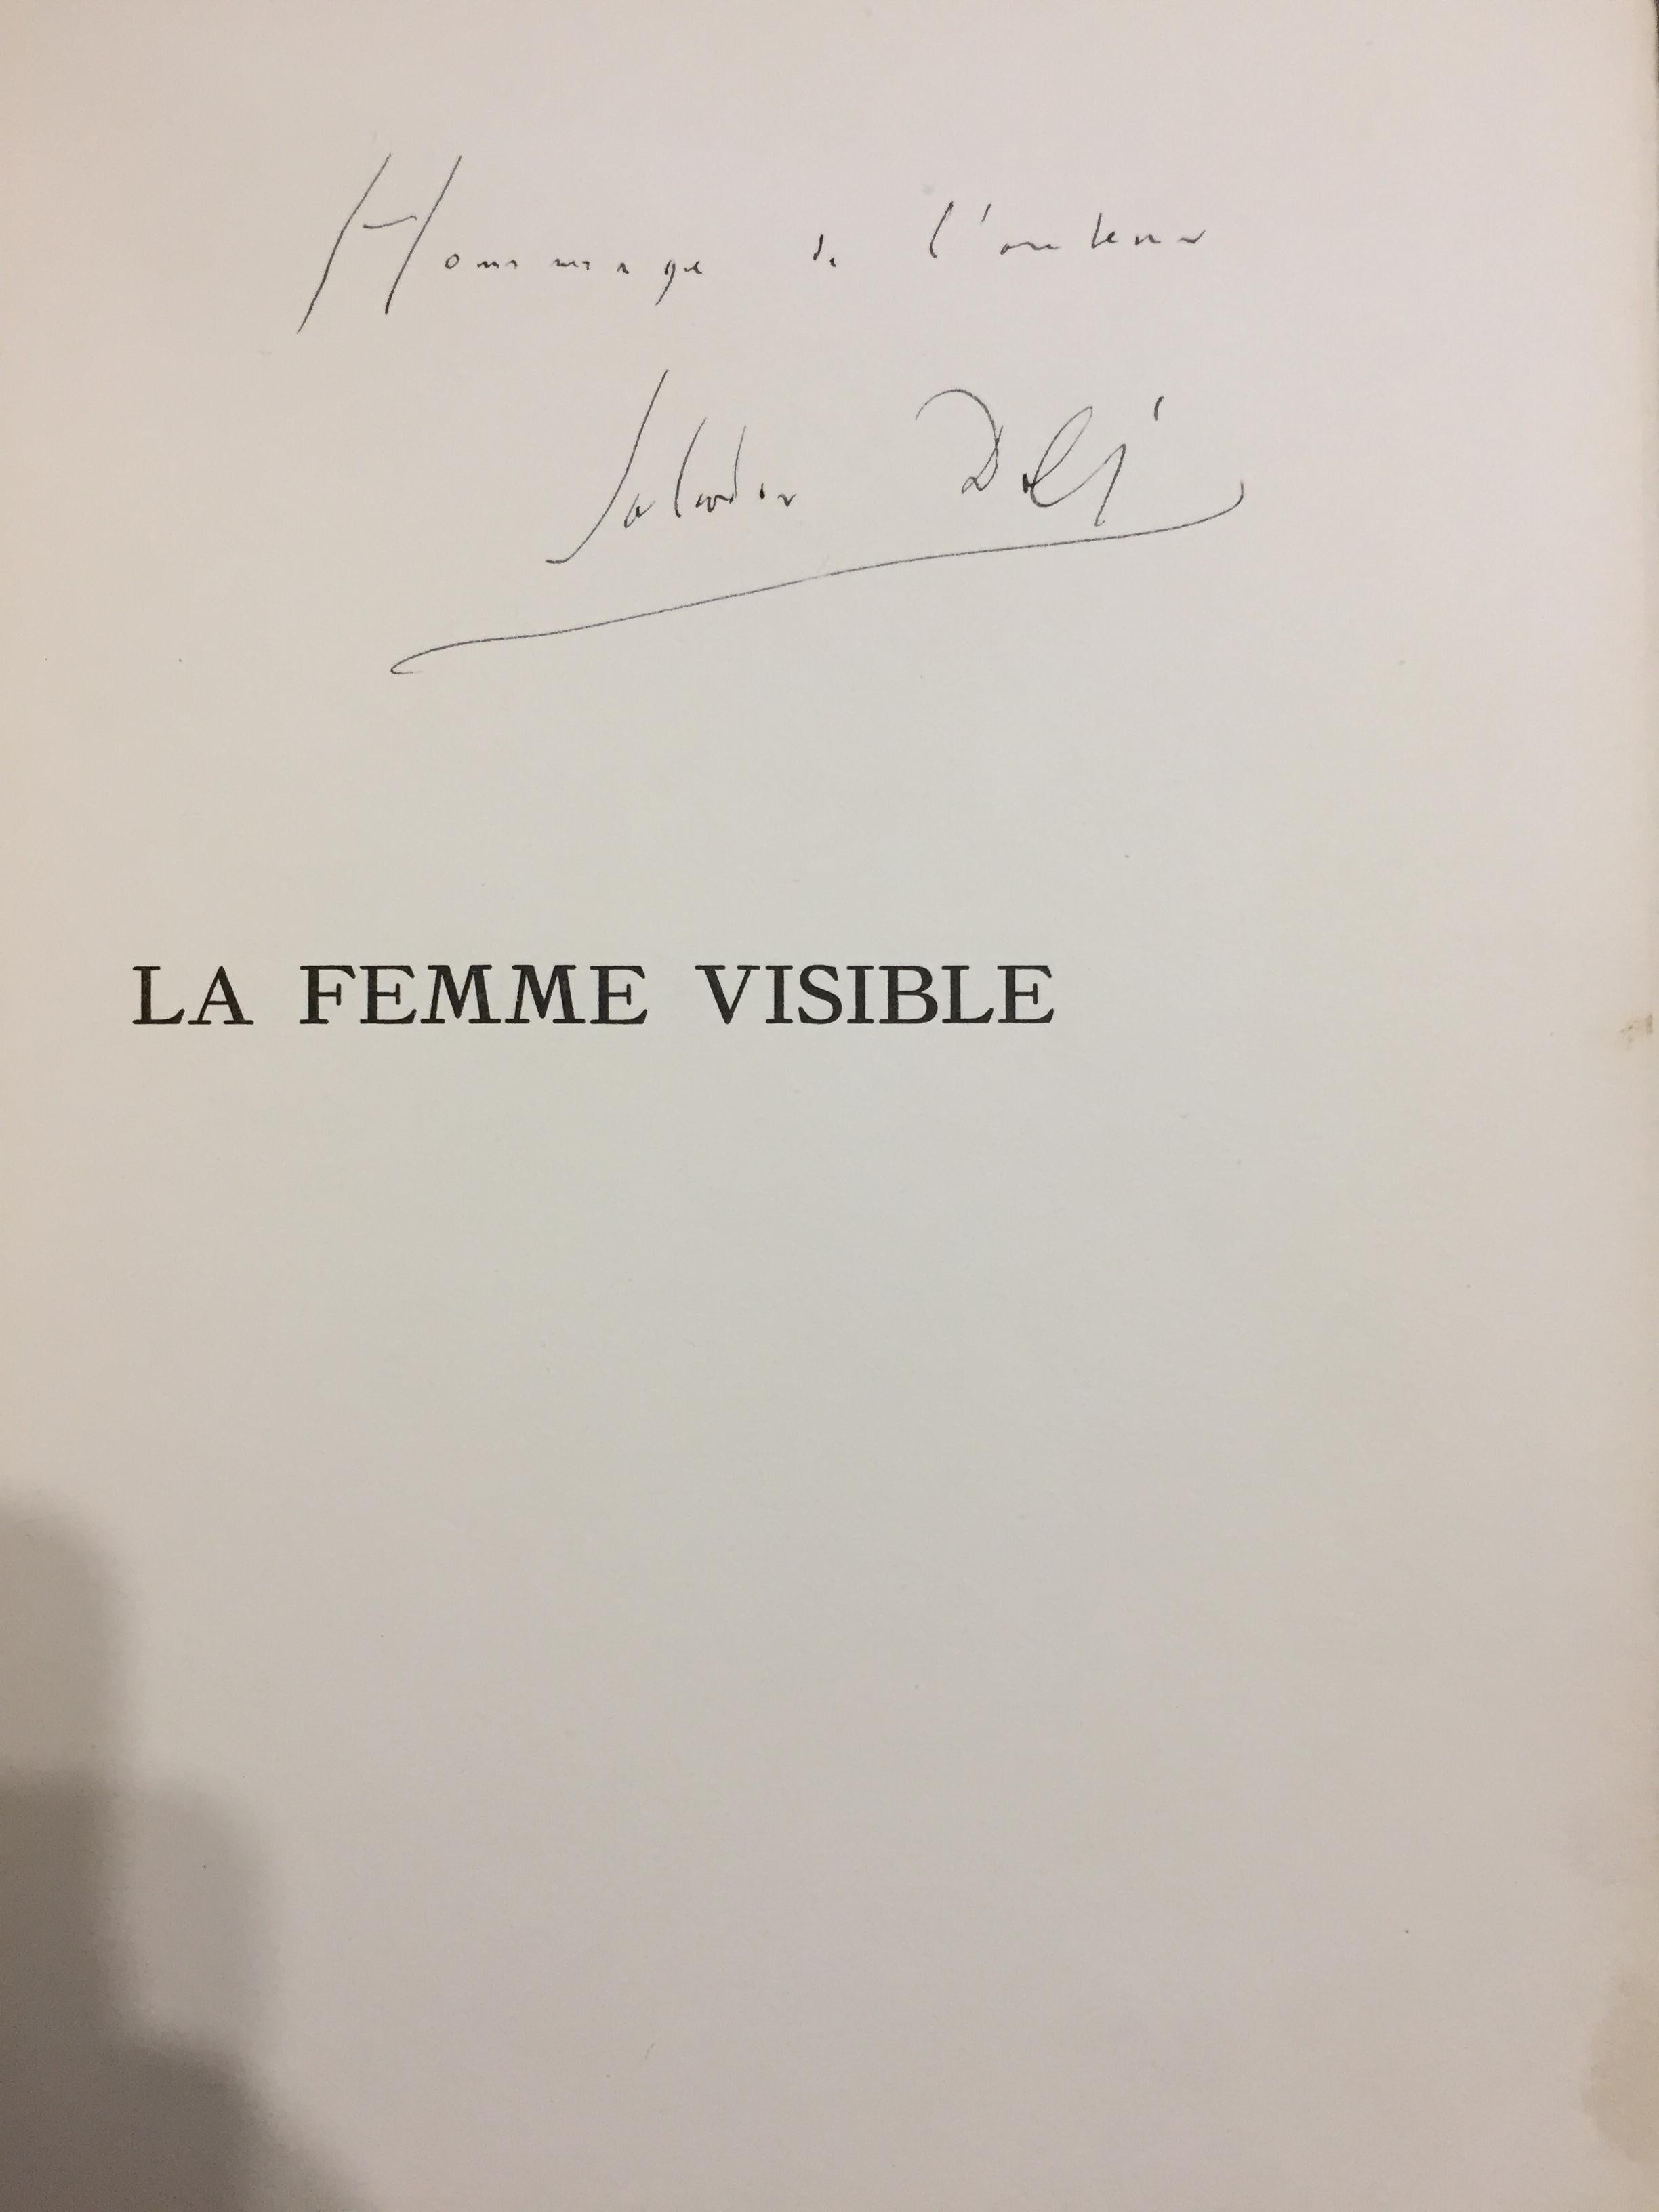 Hommage de l'auteur
Salvador Dalí
LA FEMME VISIBLE